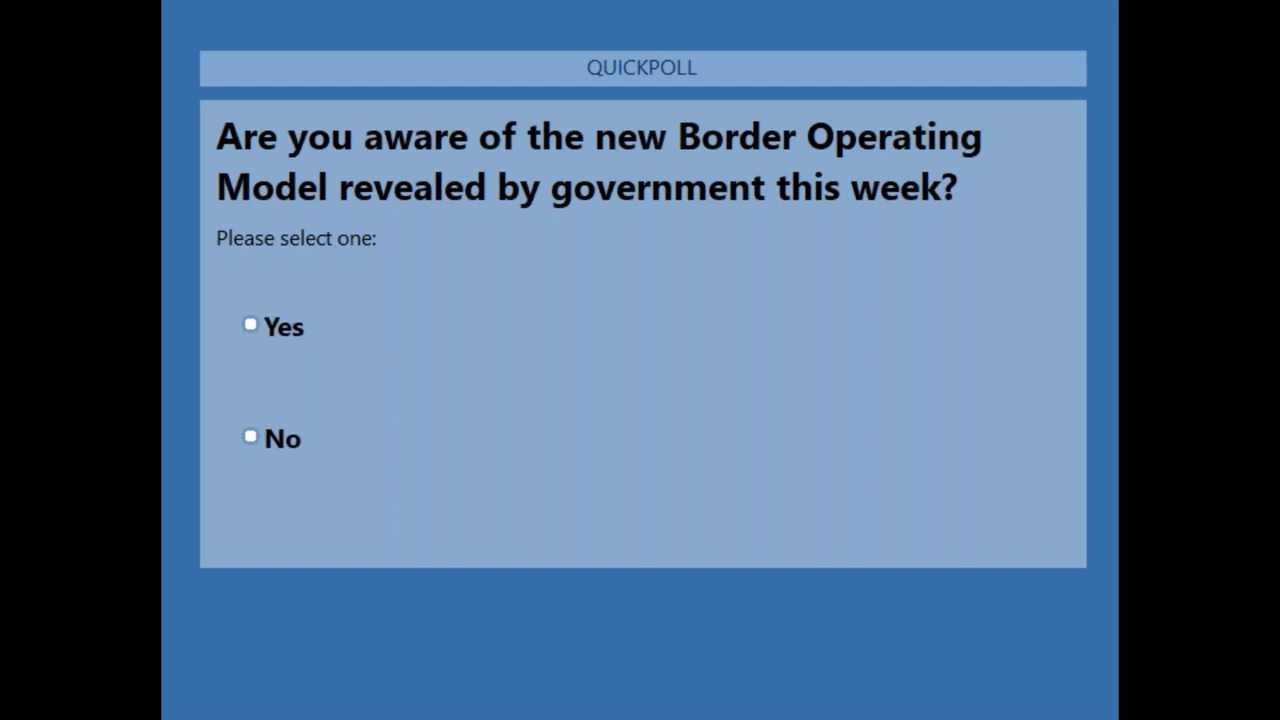 QUICKPOLL
Are you aware of the new Border Operating
Model revealed by government this week?
Please select one:
Yes
No